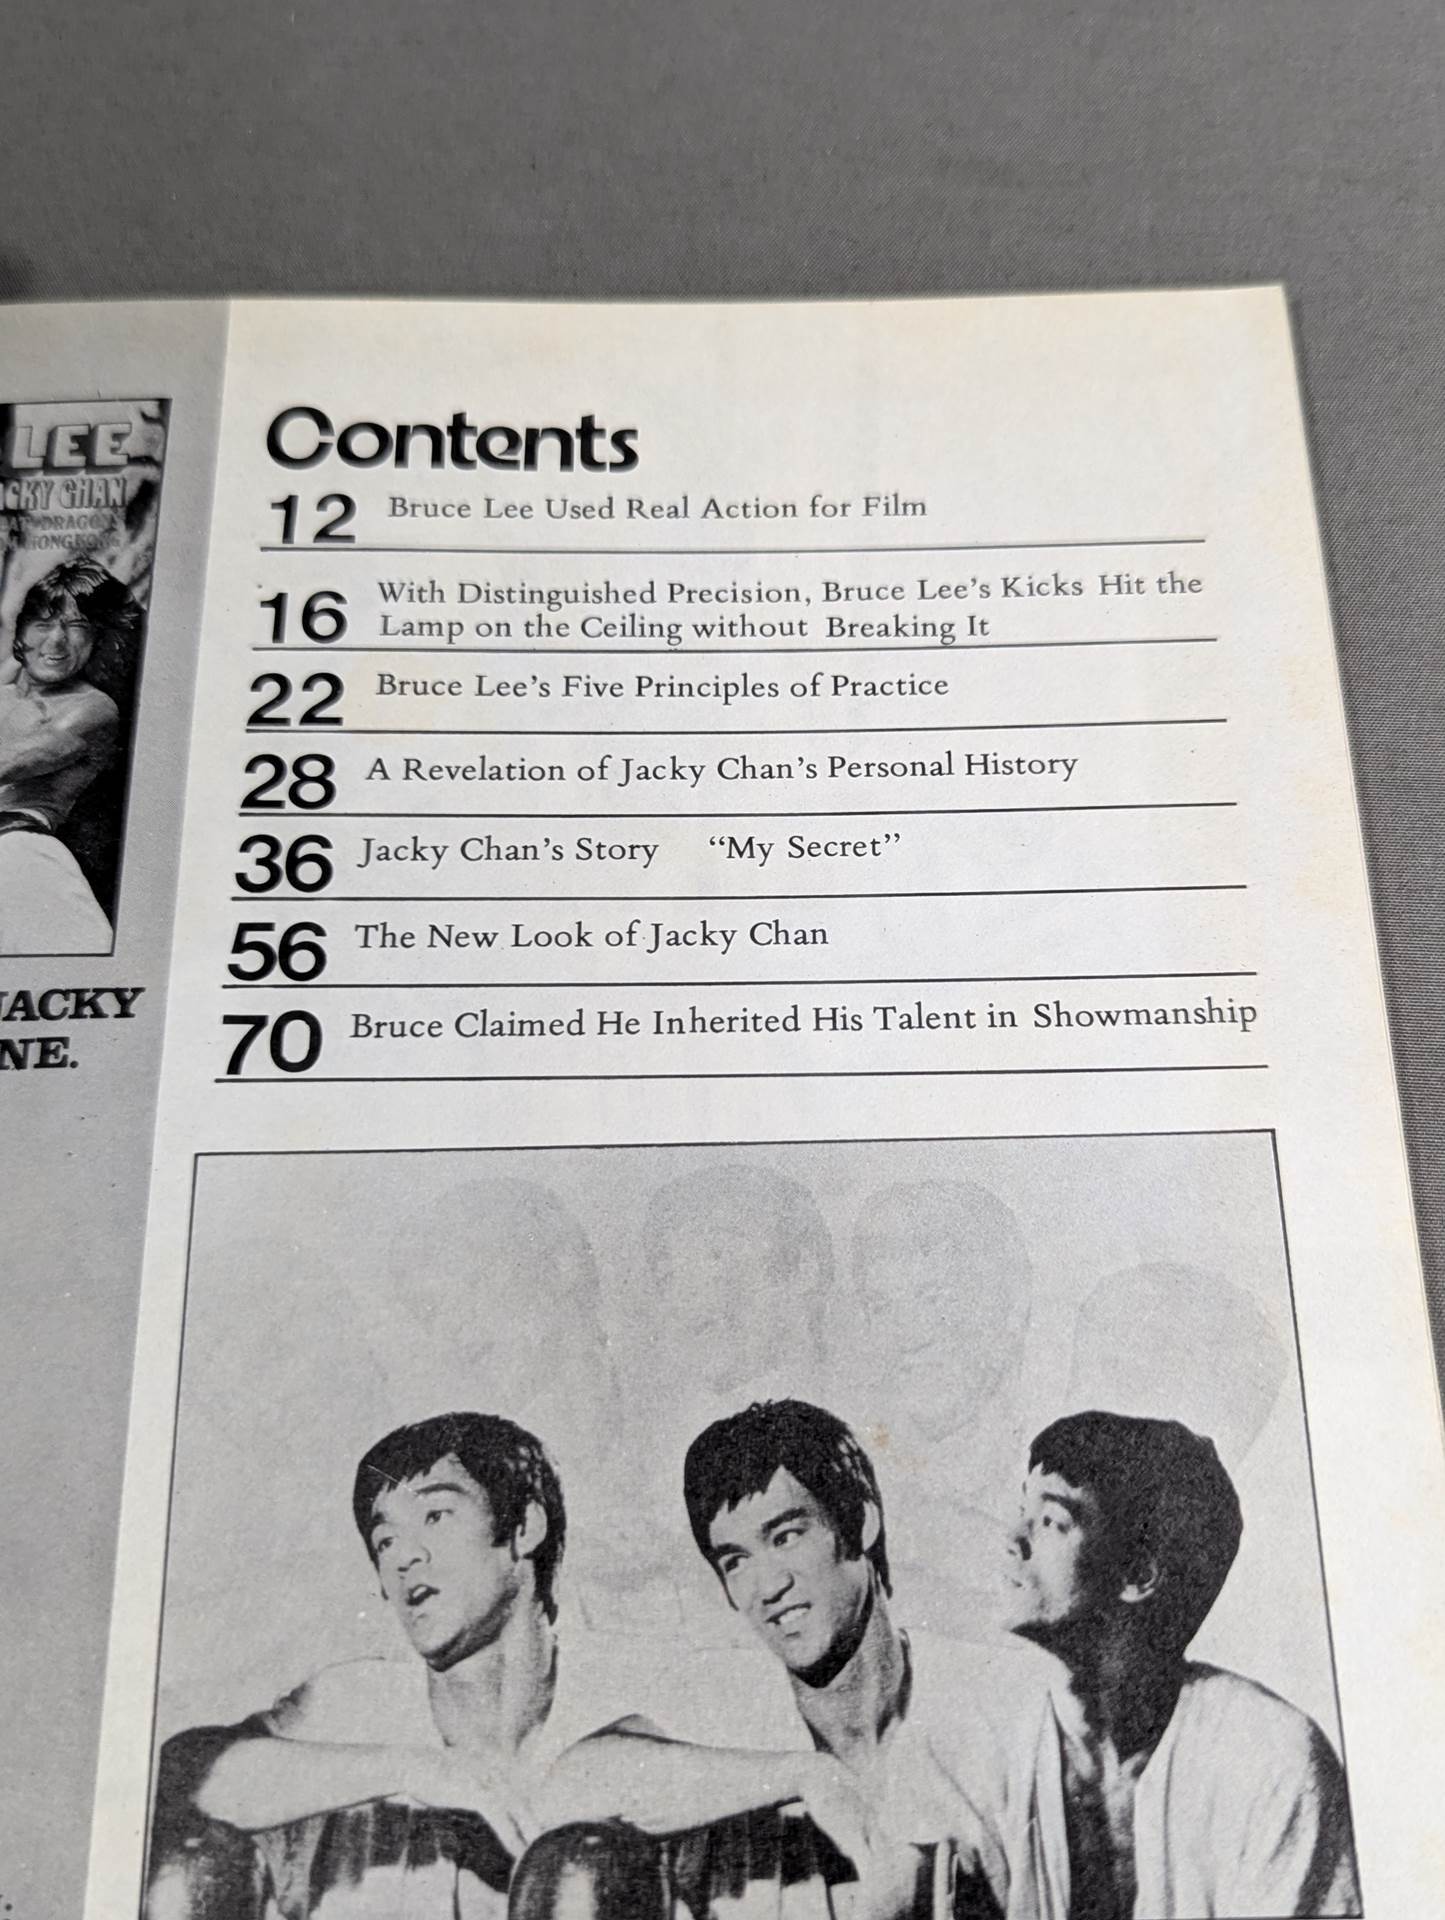 LEE
CKY CHAN
DRAGO
JACKY
NE.
Contents
12 Bruce Lee Used Real Action for Film
16 With Distinguished Precision, Bruce Lee's Kicks Hit the
Lamp on the Ceiling without Breaking It
22 Bruce Lee's Five Principles of Practice
28 A Revelation of Jacky Chan's Personal History
36 Jacky Chan's Story “My Secret”
56 The New Look of Jacky Chan
70 Bruce Claimed He Inherited His Talent in Showmanship